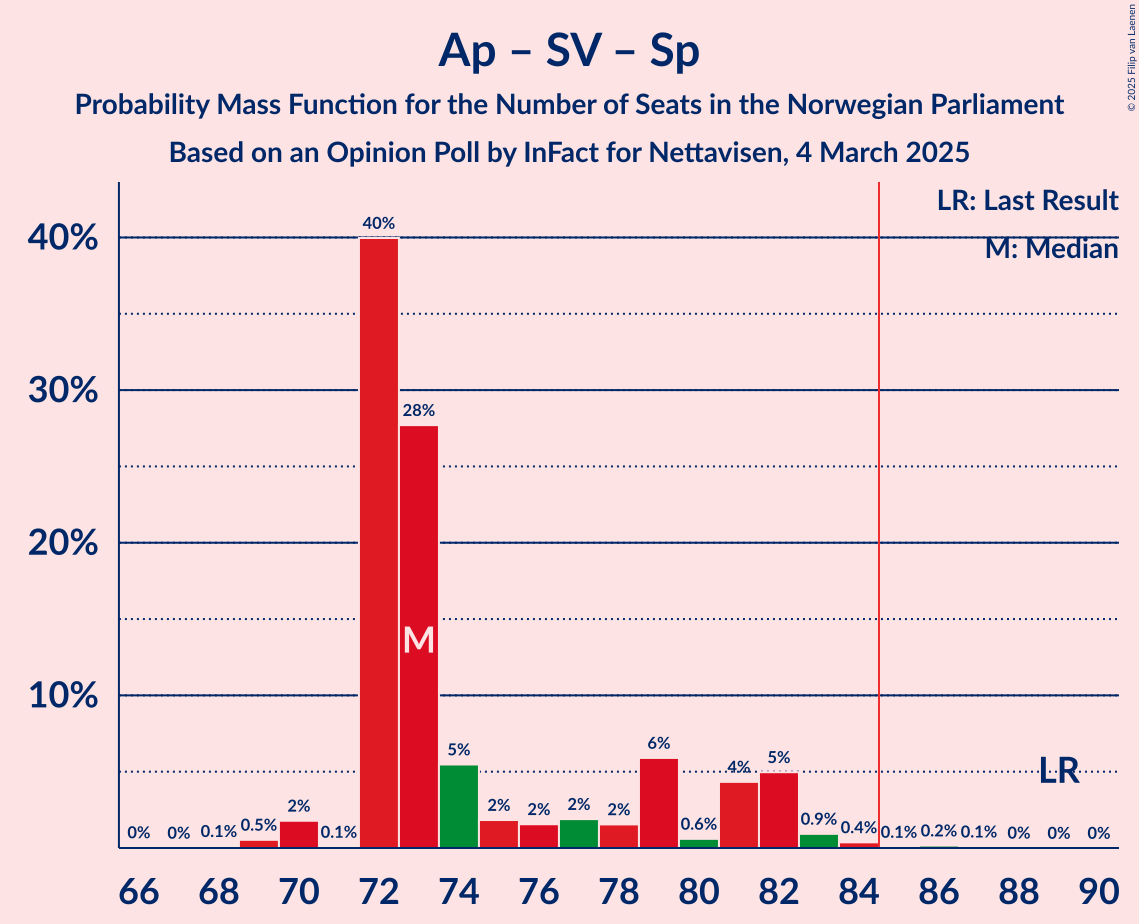 Ap – SV – Sp
Probability Mass Function for the Number of Seats in the Norwegian Parliament
Based on an Opinion Poll by InFact for Nettavisen, 4 March 2025
© 2025 Filip van Laenen
LR: Last Result
M: Median
40%
30%
20%
10%
0% 0% 0.1% 0.5% 2% 0.1% 40% 28% 5% 2% 2% 2% 2% 6% 0.6% 4% 5% 0.9% 0.4% 0.1% 0.2% 0.1% 0% 0% 0%
M
LR
66 68 70 72 74 76 78 80 82 84 86 88 90